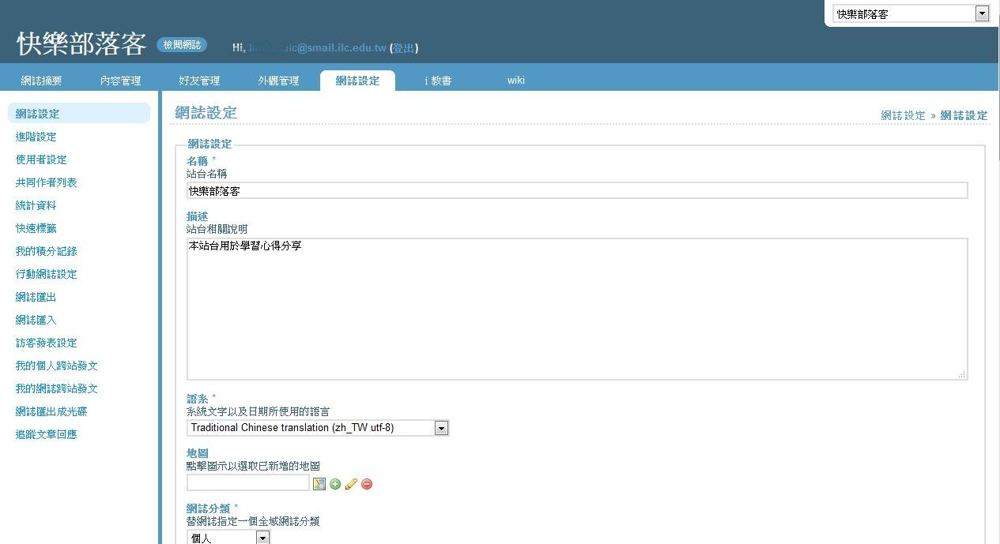 快樂部落客
快樂部落客 檢閱網誌 Hi, .ilc@smail.ilc.edu.tw (登出)
網誌摘要 內容管理 好友管理 外觀管理 網誌設定 i 教書 wiki
網誌設定
進階設定
使用者設定
共同作者列表
統計資料
快速標籤
我的積分記錄
行動網誌設定
網誌匯出
網誌匯入
訪客發表設定
我的個人跨站發文
我的網誌跨站發文
網誌匯出成光碟
追蹤文章回應
網誌設定
網誌設定 » 網誌設定
網誌設定
名稱 *
站台名稱
快樂部落客
描述
站台相關說明
本站台用於學習心得分享
語系 *
系統文字以及日期所使用的語言
Traditional Chinese translation (zh_TW utf-8)
地圖
點擊圖示以選取已新增的地圖
網誌分類 *
替網誌指定一個全域網誌分類
個人